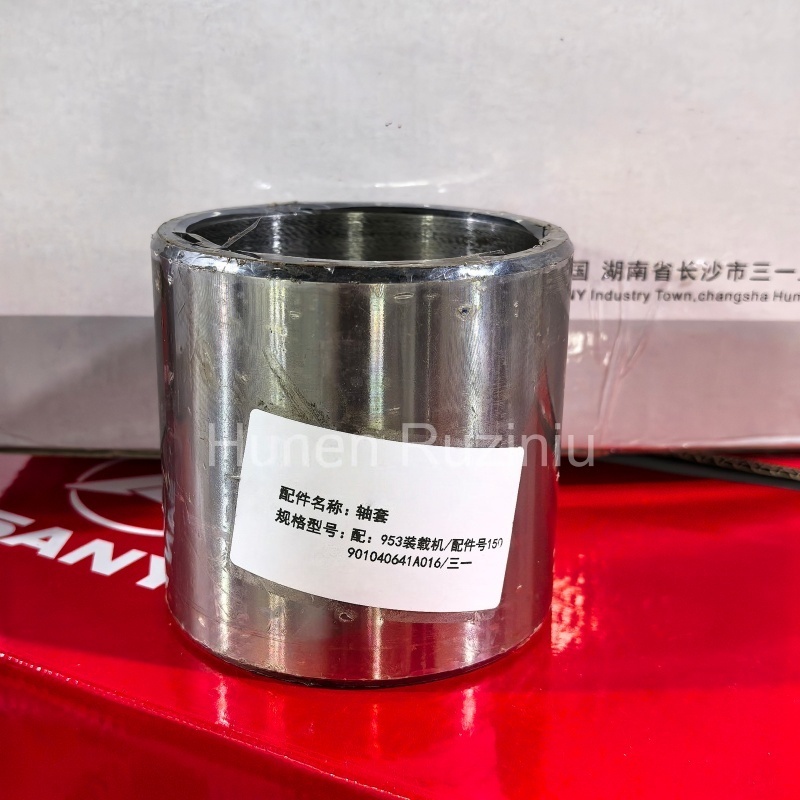 国 湖南省长沙市三一
NY Industry Town,changsha Hun
Hunen Ruziniu
配件名称：轴套
规格型号：配：953装载机/配件号150
901040641A016/三一
SANY